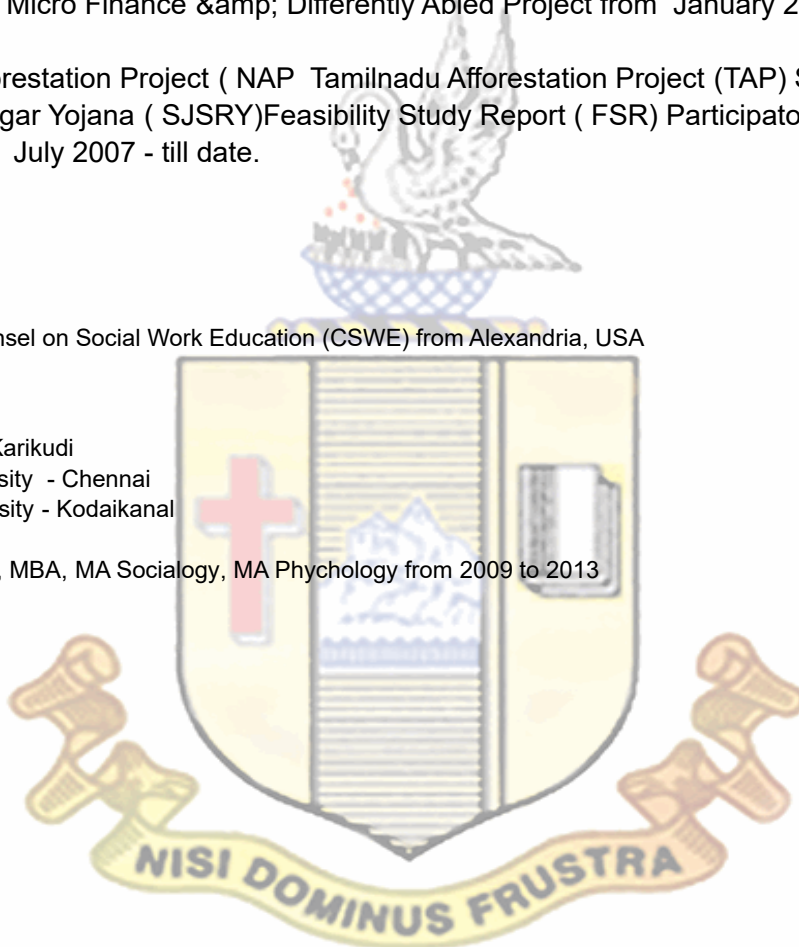 Micro Finance &amp; Differently Abled Project from January 2
restation Project ( NAP Tamilnadu Afforestation Project (TAP) S
gar Yojana ( SJSRY)Feasibility Study Report ( FSR) Participato
July 2007 - till date.
nsel on Social Work Education (CSWE) from Alexandria, USA
Karikudi
sity - Chennai
sity - Kodaikanal
, MBA, MA Socialogy, MA Phychology from 2009 to 2013
NISI DOMINUS FRUSTRA